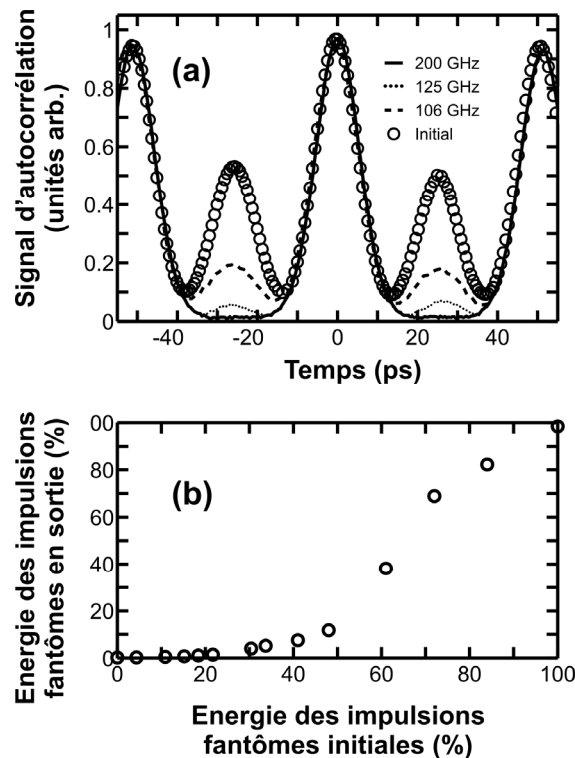 1
0.8
0.6
0.4
0.2
0
Signal d'autocorrélation
(unités arb.)
(a)
200 GHz
125 GHz
106 GHz
Initial
-40 -20 0 20 40
Temps (ps)
00
80
60
40
20
00
Energie des impulsions
fantômes en sortie (%)
(b)
0 20 40 60 80 100
Energie des impulsions
fantômes initiales (%)